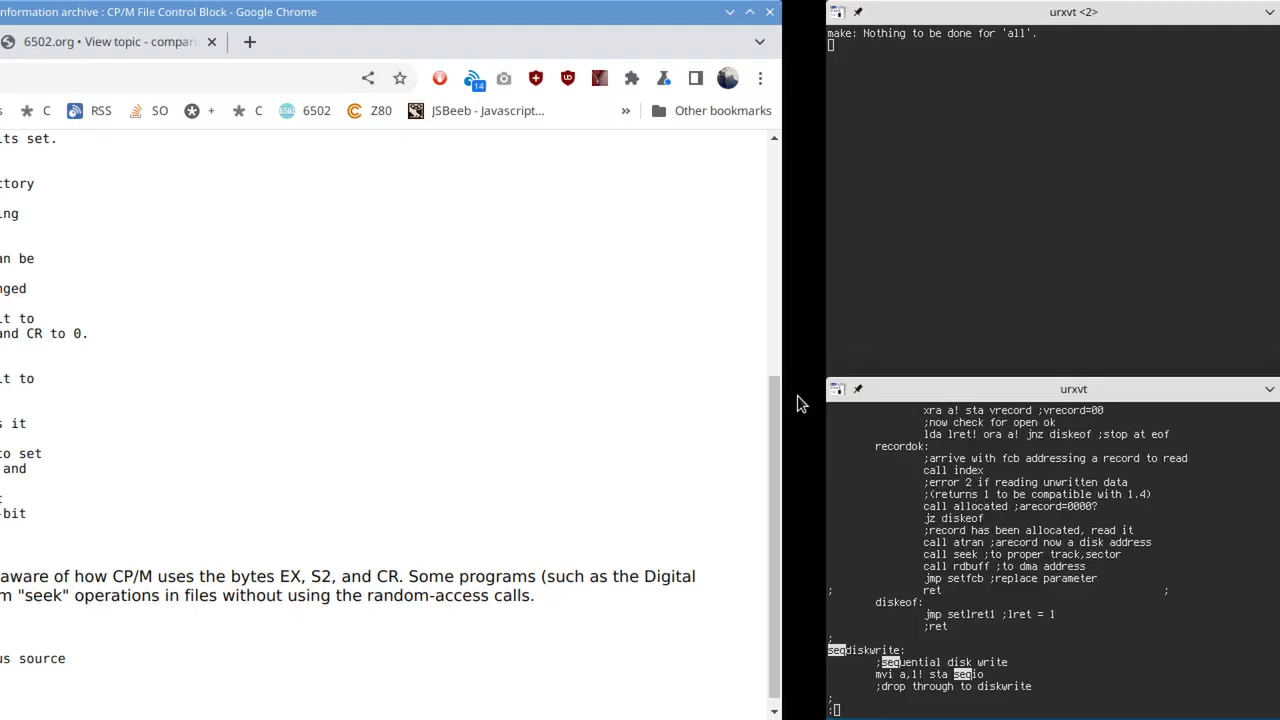 nformation archive : CP/M File Control Block - Google Chrome
6502.org • View topic - compari
14
C RSS SO + C 6502 Z80 JSBeeb - Javascript... » Other bookmarks
its set.
ctory
ing
an be
nged
it to
and CR to 0.
it to
s it
to set
and
t
-bit
aware of how CP/M uses the bytes EX, S2, and CR. Some programs (such as the Digital
m "seek" operations in files without using the random-access calls.
us source
urxvt <2>
make: Nothing to be done for 'all'.
urxvt
xra a! sta vrecord ;vrecord=00
;now check for open ok
lda lret! ora a! jnz diskeof ;stop at eof
recordok:
;arrive with fcb addressing a record to read
call index
;error 2 if reading unwritten data
;(returns 1 to be compatible with 1.4)
call allocated ;arecord=0000?
jz diskeof
;record has been allocated, read it
call atran ;arecord now a disk address
call seek ;to proper track,sector
call rdbuff ;to dma address
jmp setfcb ;replace parameter
; ret ;
diskeof:
jmp setlret1 ;lret = 1
;ret
;
seqdiskwrite:
;sequential disk write
mvi a,1! sta seqio
;drop through to diskwrite
;
: